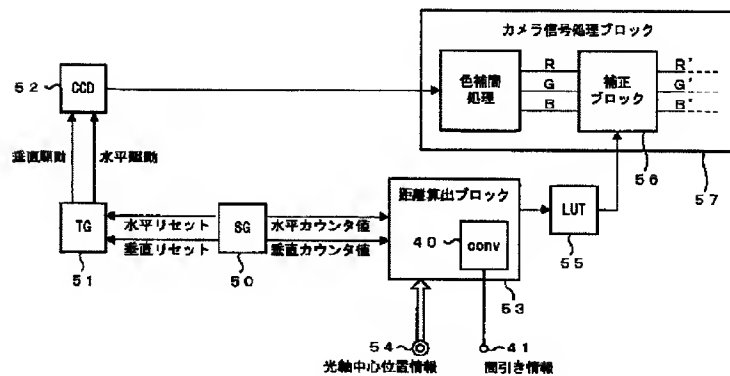 カメラ信号処理ブロック
52
CCD
色補間
処理
R
G
B
補正
ブロック
R'
G'
B'
垂直駆動
水平駆動
56
57
距離算出ブロック
LUT
55
TG
51
水平リセット
垂直リセット
SG
50
水平カウンタ値
垂直カウンタ値
40
conv
53
54
41
光軸中心位置情報
間引き情報